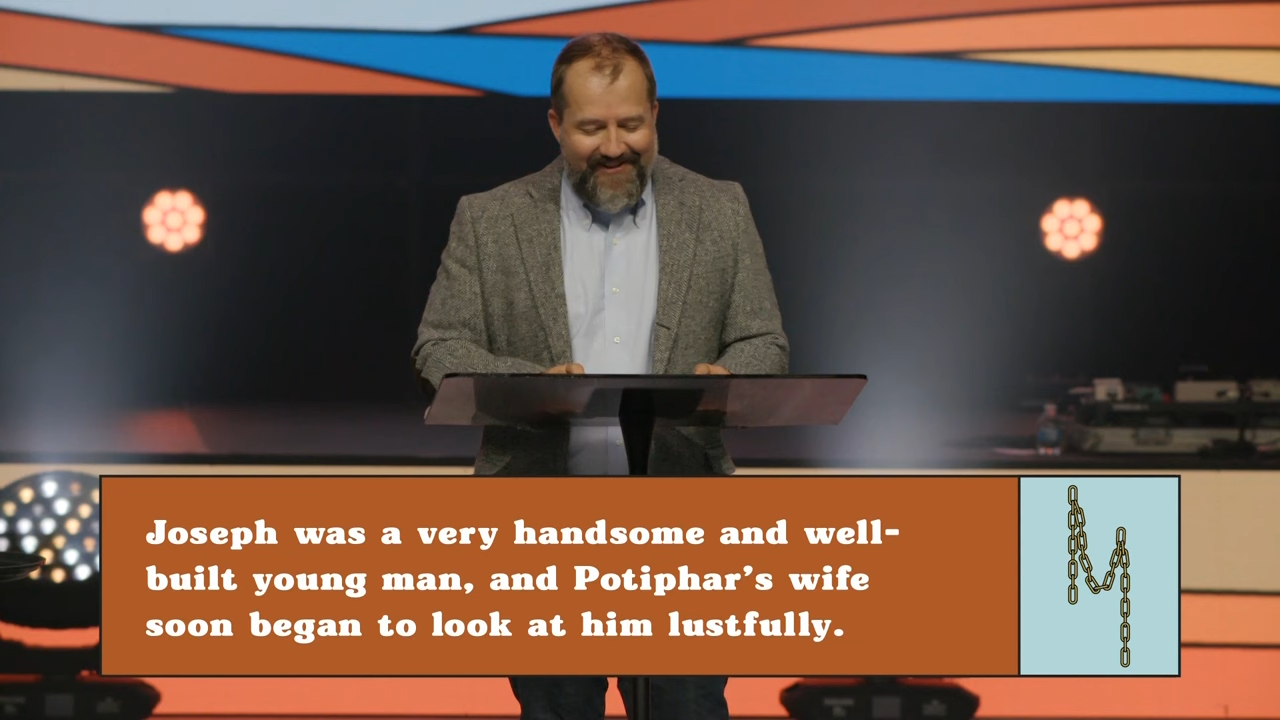 Joseph was a very handsome and well-
built young man, and Potiphar’s wife
soon began to look at him lustfully.